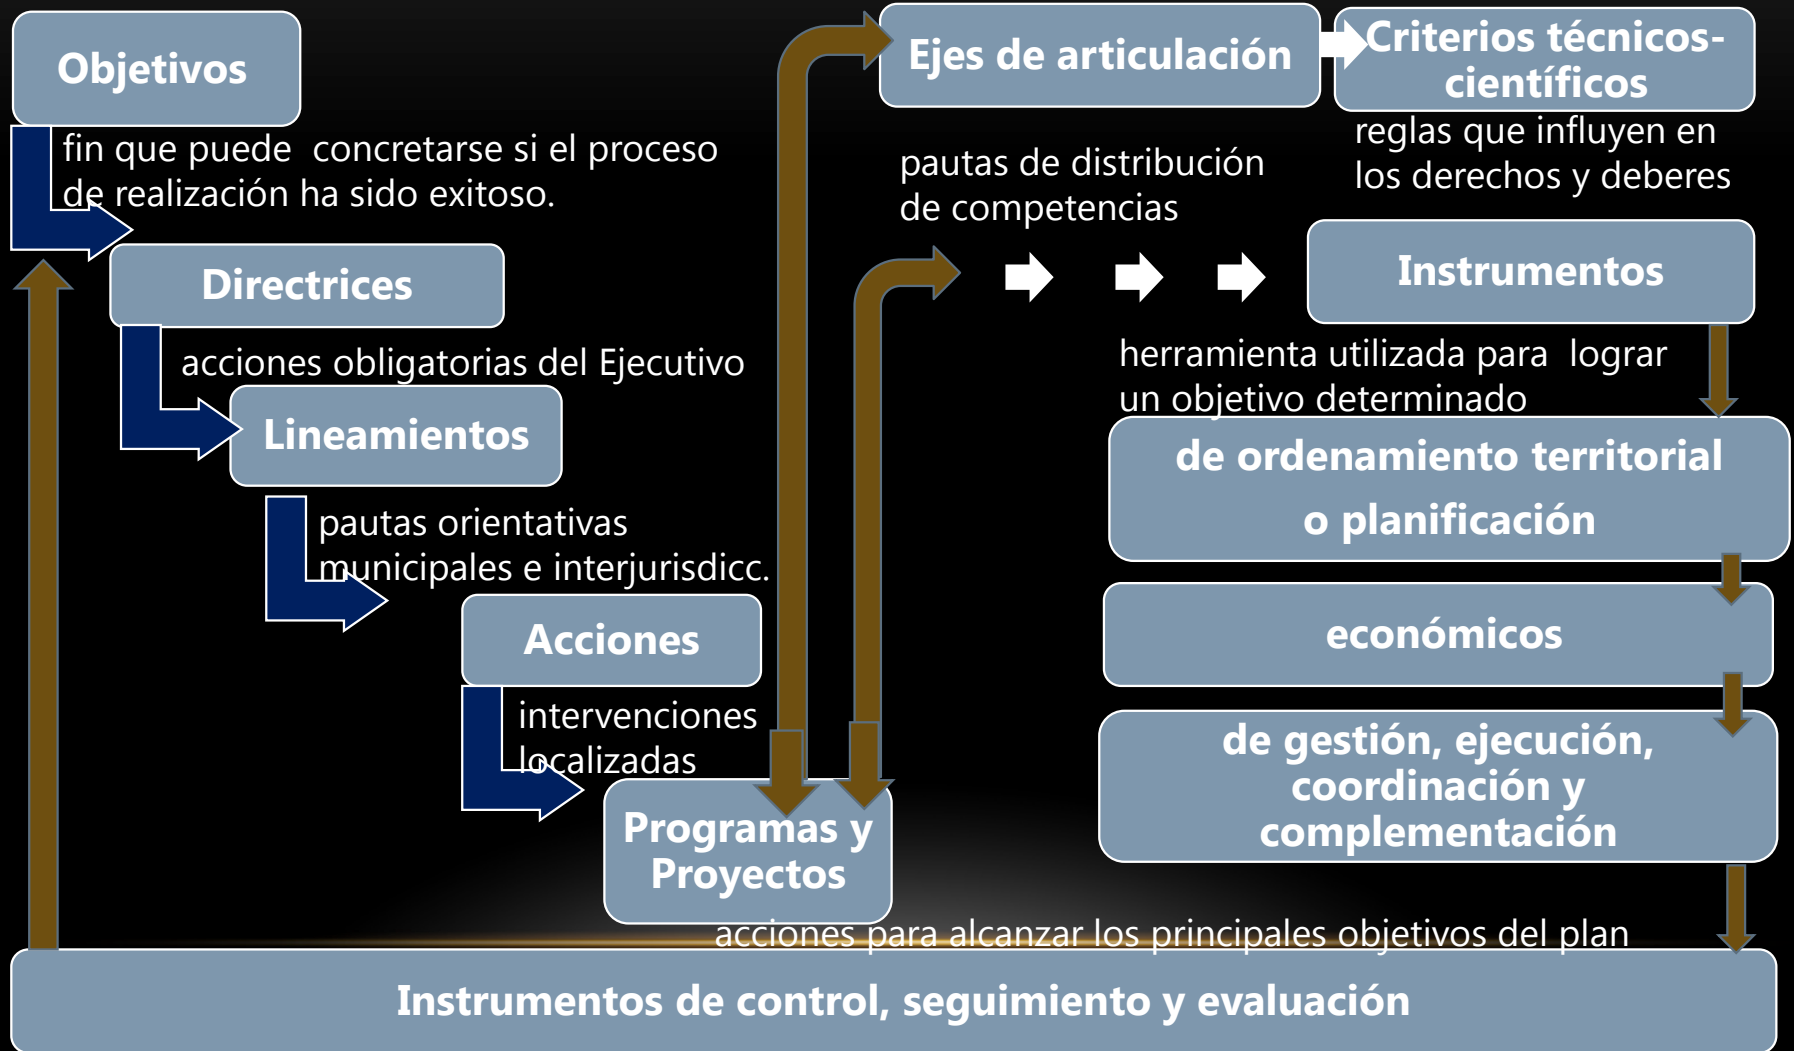 Objetivos
fin que puede  concretarse si el proceso
de realización ha sido exitoso.
Directrices
acciones obligatorias del Ejecutivo
Lineamientos
pautas orientativas
municipales e interjurisdicc.
Acciones
intervenciones
localizadas
Programas y
Proyectos
acciones para alcanzar los principales objetivos del plan
Ejes de articulación
pautas de distribución
de competencias
Criterios técnicos-
científicos
reglas que influyen en
los derechos y deberes
Instrumentos
herramienta utilizada para  lograr
un objetivo determinado
de ordenamiento territorial
o planificación
económicos
de gestión, ejecución,
coordinación y
complementación
Instrumentos de control, seguimiento y evaluación